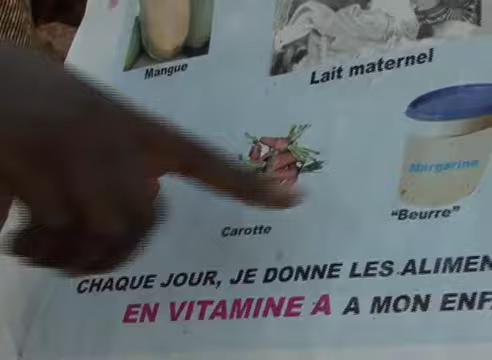 Mangue
Lait maternel
Margarine
"Beurre"
Carotte
CHAQUE JOUR, JE DONNE LES ALIMEN
EN VITAMINE A A MON ENF